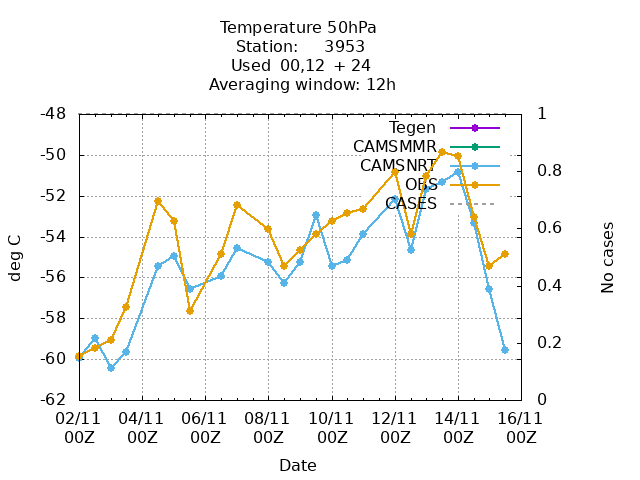 Temperature 50hPa
Station: 3953
Used 00,12 + 24
Averaging window: 12h
-48
-50
-52
-54
-56
-58
-60
-62
1
0.8
0.6
0.4
0.2
0
deg C
No cases
Tegen
CAMSMMR
CAMSNRT
OBS
CASES
02/11 04/11 06/11 08/11 10/11 12/11 14/11 16/11
00Z 00Z 00Z 00Z 00Z 00Z 00Z 00Z
Date